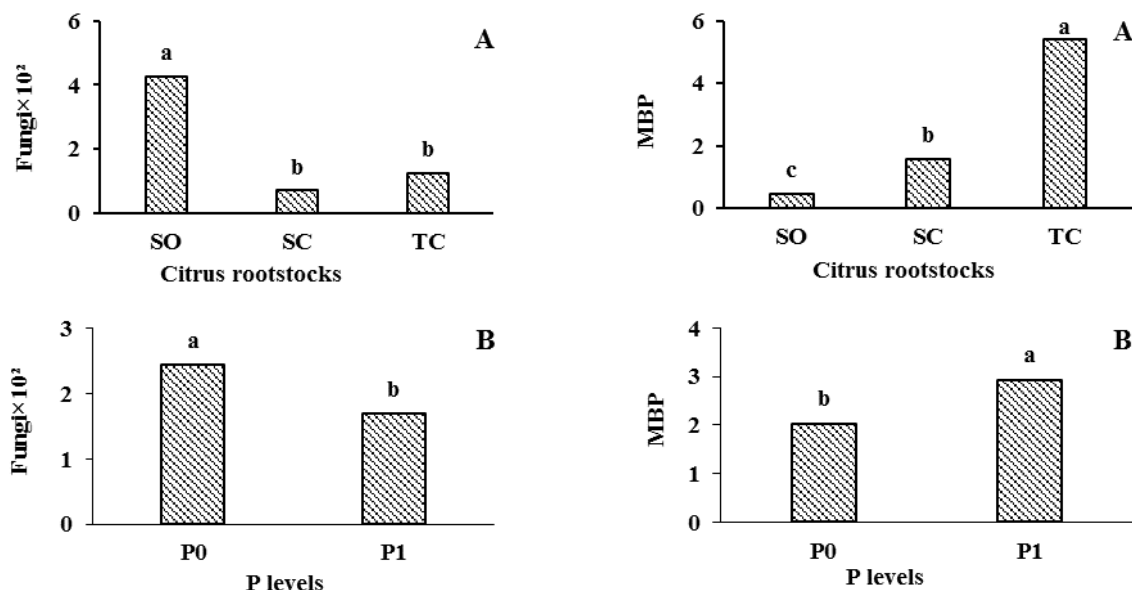 A
Fungi×10²
6
4
2
0
a
b
b
SO SC TC
Citrus rootstocks
A
MBP
6
4
2
0
c
b
a
SO SC TC
Citrus rootstocks
B
Fungi×10²
3
2
1
0
a
b
P0 P1
P levels
B
MBP
4
3
2
1
0
b
a
P0 P1
P levels